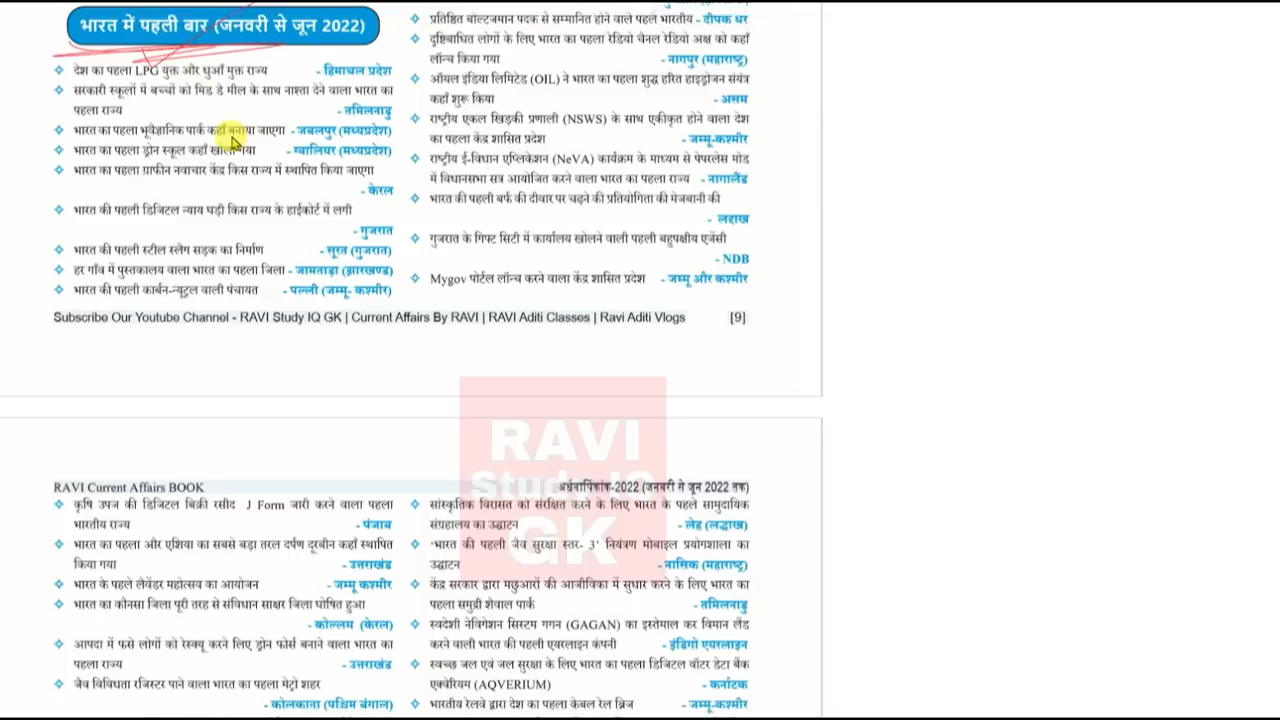 भारत में पहली बार (जनवरी से जून 2022)
देश का पहला LPG युक्त और धुआँ मुक्त राज्य - हिमाचल प्रदेश
सरकारी स्कूलों में बच्चों को मिड डे मील के साथ नाश्ता देने वाला भारत का
पहला राज्य - तमिलनाडु
भारत का पहला भूवैज्ञानिक पार्क कहाँ बनाया जाएगा - जबलपुर (मध्यप्रदेश)
भारत का पहला ड्रोन स्कूल कहाँ खोला गया - ग्वालियर (मध्यप्रदेश)
भारत का पहला ग्राफीन नवाचार केंद्र किस राज्य में स्थापित किया जाएगा
- केरल
भारत की पहली डिजिटल न्याय घड़ी किस राज्य के हाईकोर्ट में लगी
- गुजरात
भारत की पहली स्टील स्लैग सड़क का निर्माण - सूरत (गुजरात)
हर गाँव में पुस्तकालय वाला भारत का पहला जिला - जामताड़ा (झारखण्ड)
भारत की पहली कार्बन-न्यूट्रल वाली पंचायत - पल्ली (जम्मू- कश्मीर)
प्रतिष्ठित बोल्टजमान पदक से सम्मानित होने वाले पहले भारतीय - दीपक धर
दृष्टिबाधित लोगों के लिए भारत का पहला रेडियो चैनल रेडियो अक्ष को कहाँ
लॉन्च किया गया - नागपुर (महाराष्ट्र)
ऑयल इंडिया लिमिटेड (OIL) ने भारत का पहला शुद्ध हरित हाइड्रोजन संयंत्र
कहाँ शुरू किया - असम
राष्ट्रीय एकल खिड़की प्रणाली (NSWS) के साथ एकीकृत होने वाला देश
का पहला केंद्र शासित प्रदेश - जम्मू-कश्मीर
राष्ट्रीय ई-विधान एप्लिकेशन (NeVA) कार्यक्रम के माध्यम से पेपरलेस मोड
में विधानसभा सत्र आयोजित करने वाला भारत का पहला राज्य - नागालैंड
भारत की पहली बर्फ की दीवार पर चढ़ने की प्रतियोगिता की मेजबानी की
- लद्दाख
गुजरात के गिफ्ट सिटी में कार्यालय खोलने वाली पहली बहुपक्षीय एजेंसी
- NDB
Mygov पोर्टल लॉन्च करने वाला केंद्र शासित प्रदेश - जम्मू और कश्मीर
Subscribe Our Youtube Channel - RAVI Study IQ GK | Current Affairs By RAVI | RAVI Aditi Classes | Ravi Aditi Vlogs [9]
RAVI
Study IQ
GK
RAVI Current Affairs BOOK अर्धवार्षिकांक-2022 (जनवरी से जून 2022 तक)
कृषि उपज की डिजिटल बिक्री रसीद J Form जारी करने वाला पहला
भारतीय राज्य - पंजाब
भारत का पहला और एशिया का सबसे बड़ा तरल दर्पण दूरबीन कहाँ स्थापित
किया गया - उत्तराखंड
भारत के पहले लैवेंडर महोत्सव का आयोजन - जम्मू कश्मीर
भारत का कौनसा जिला पूरी तरह से संविधान साक्षर जिला घोषित हुआ
- कोल्लम (केरल)
आपदा में फसे लोगों को रेस्क्यू करने लिए ड्रोन फोर्स बनाने वाला भारत का
पहला राज्य - उत्तराखंड
जैव विविधता रजिस्टर पाने वाला भारत का पहला मेट्रो शहर
- कोलकाता (पश्चिम बंगाल)
सांस्कृतिक विरासत को संरक्षित करने के लिए भारत के पहले सामुदायिक
संग्रहालय का उद्घाटन - लेह (लद्धाख)
'भारत की पहली जैव सुरक्षा स्तर- 3' नियंत्रण मोबाइल प्रयोगशाला का
उद्घाटन - नासिक (महाराष्ट्र)
केंद्र सरकार द्वारा मछुआरों की आजीविका में सुधार करने के लिए भारत का
पहला समुद्री शैवाल पार्क - तमिलनाडु
स्वदेशी नेविगेशन सिस्टम गगन (GAGAN) का इस्तेमाल कर विमान लैंड
करने वाली भारत की पहली एयरलाइन कंपनी - इंडिगो एयरलाइन
स्वच्छ जल एवं जल सुरक्षा के लिए भारत का पहला डिजिटल वॉटर डेटा बैंक
एक्वेरियम (AQVERIUM) - कर्नाटक
भारतीय रेलवे द्वारा देश का पहला केबल रेल ब्रिज - जम्मू-कश्मीर